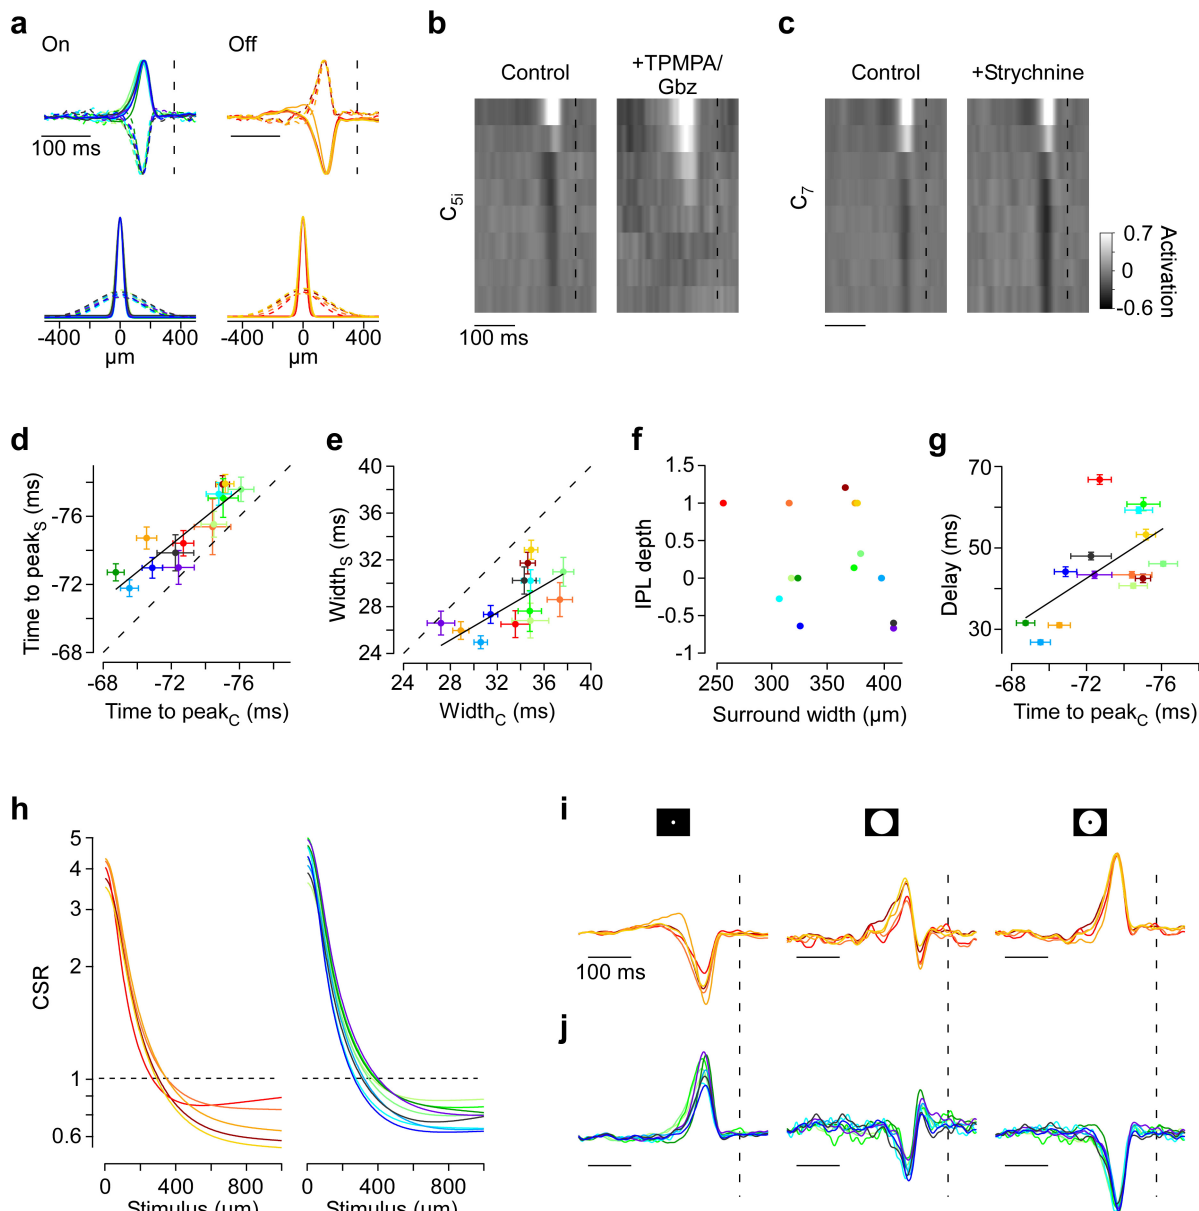 a
On
Off
100 ms
-400 0 400
µm
-400 0 400
µm
b
Control
+TPMPA/
Gbz
C5i
100 ms
c
Control
+Strychnine
C7
0.7
0
-0.6
Activation
d
Time to peakS (ms)
-76
-72
-68
-68 -72 -76
Time to peakC (ms)
e
WidthS (ms)
40
36
32
28
24
24 28 32 36 40
WidthC (ms)
f
IPL depth
1.5
1
0.5
0
-0.5
-1
250 300 350 400
Surround width (µm)
g
Delay (ms)
70
50
30
-68 -72 -76
Time to peakC (ms)
h
CSR
5
4
3
2
1
0.6
0 400 800
Stimulus (µm)
0 400 800
Stimulus (µm)
i
100 ms
j